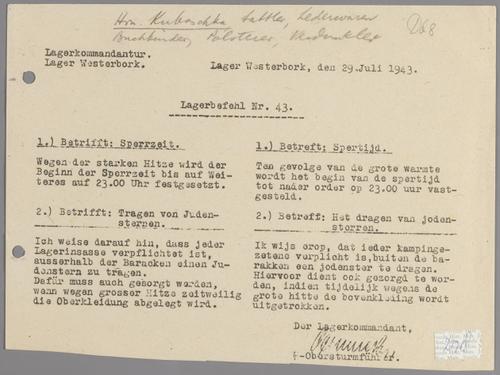 Hrn. Kubaschka, Sattler, Lederwaren
Buchbinder, Polsterer,
268
Lagerkommandantur.
Lager Westerbork.
Lager Westerbork, den 29.Juli 1943.
Lagerbefehl Nr. 43.
1.) Betrifft: Sperrzeit.
Wegen der starken Hitze wird der
Beginn der Sperrzeit bis auf Wei-
teres auf 23.00 Uhr festgesetzt.
2.) Betrifft: Tragen von Juden-
sternen.
Ich weise darauf hin, dass jeder
Lagerinsasse verpflichtet ist,
ausserhalb der Baracken einen Ju-
denstern zu tragen.
Dafür muss auch gesorgt werden,
wenn wegen grosser Hitze zeitweilig
die Oberkleidung abgelegt wird.
1.) Betreft: Spertijd.
Ten gevolge van de grote warmte
wordt het begin van de spertijd
tot nader order op 23.00 uur vast-
gesteld.
2.) Betreff: Het dragen van joden-
sterren.
Ik wijs erop, dat ieder kampinge-
zetene verplicht is,buiten de ba-
rakken een jodenster te dragen.
Hiervoor dient ook gezorgd te wor-
den, indien tijdelijk wegens de
grote hitte de bovenkleding wordt
uitgetrokken.
Der Lagerkommandant,
-Obersturmführer.